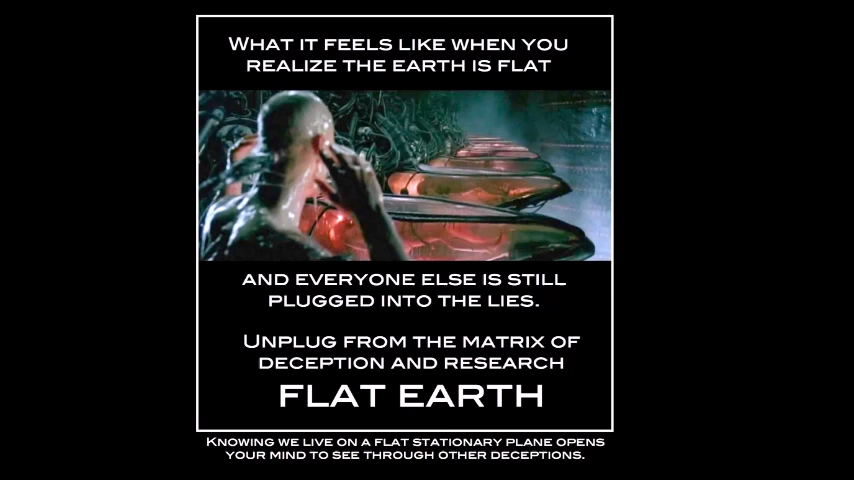 What it feels like when you
realize the earth is flat
and everyone else is still
plugged into the lies.
Unplug from the matrix of
deception and research
FLAT EARTH
Knowing we live on a flat stationary plane opens
your mind to see through other deceptions.